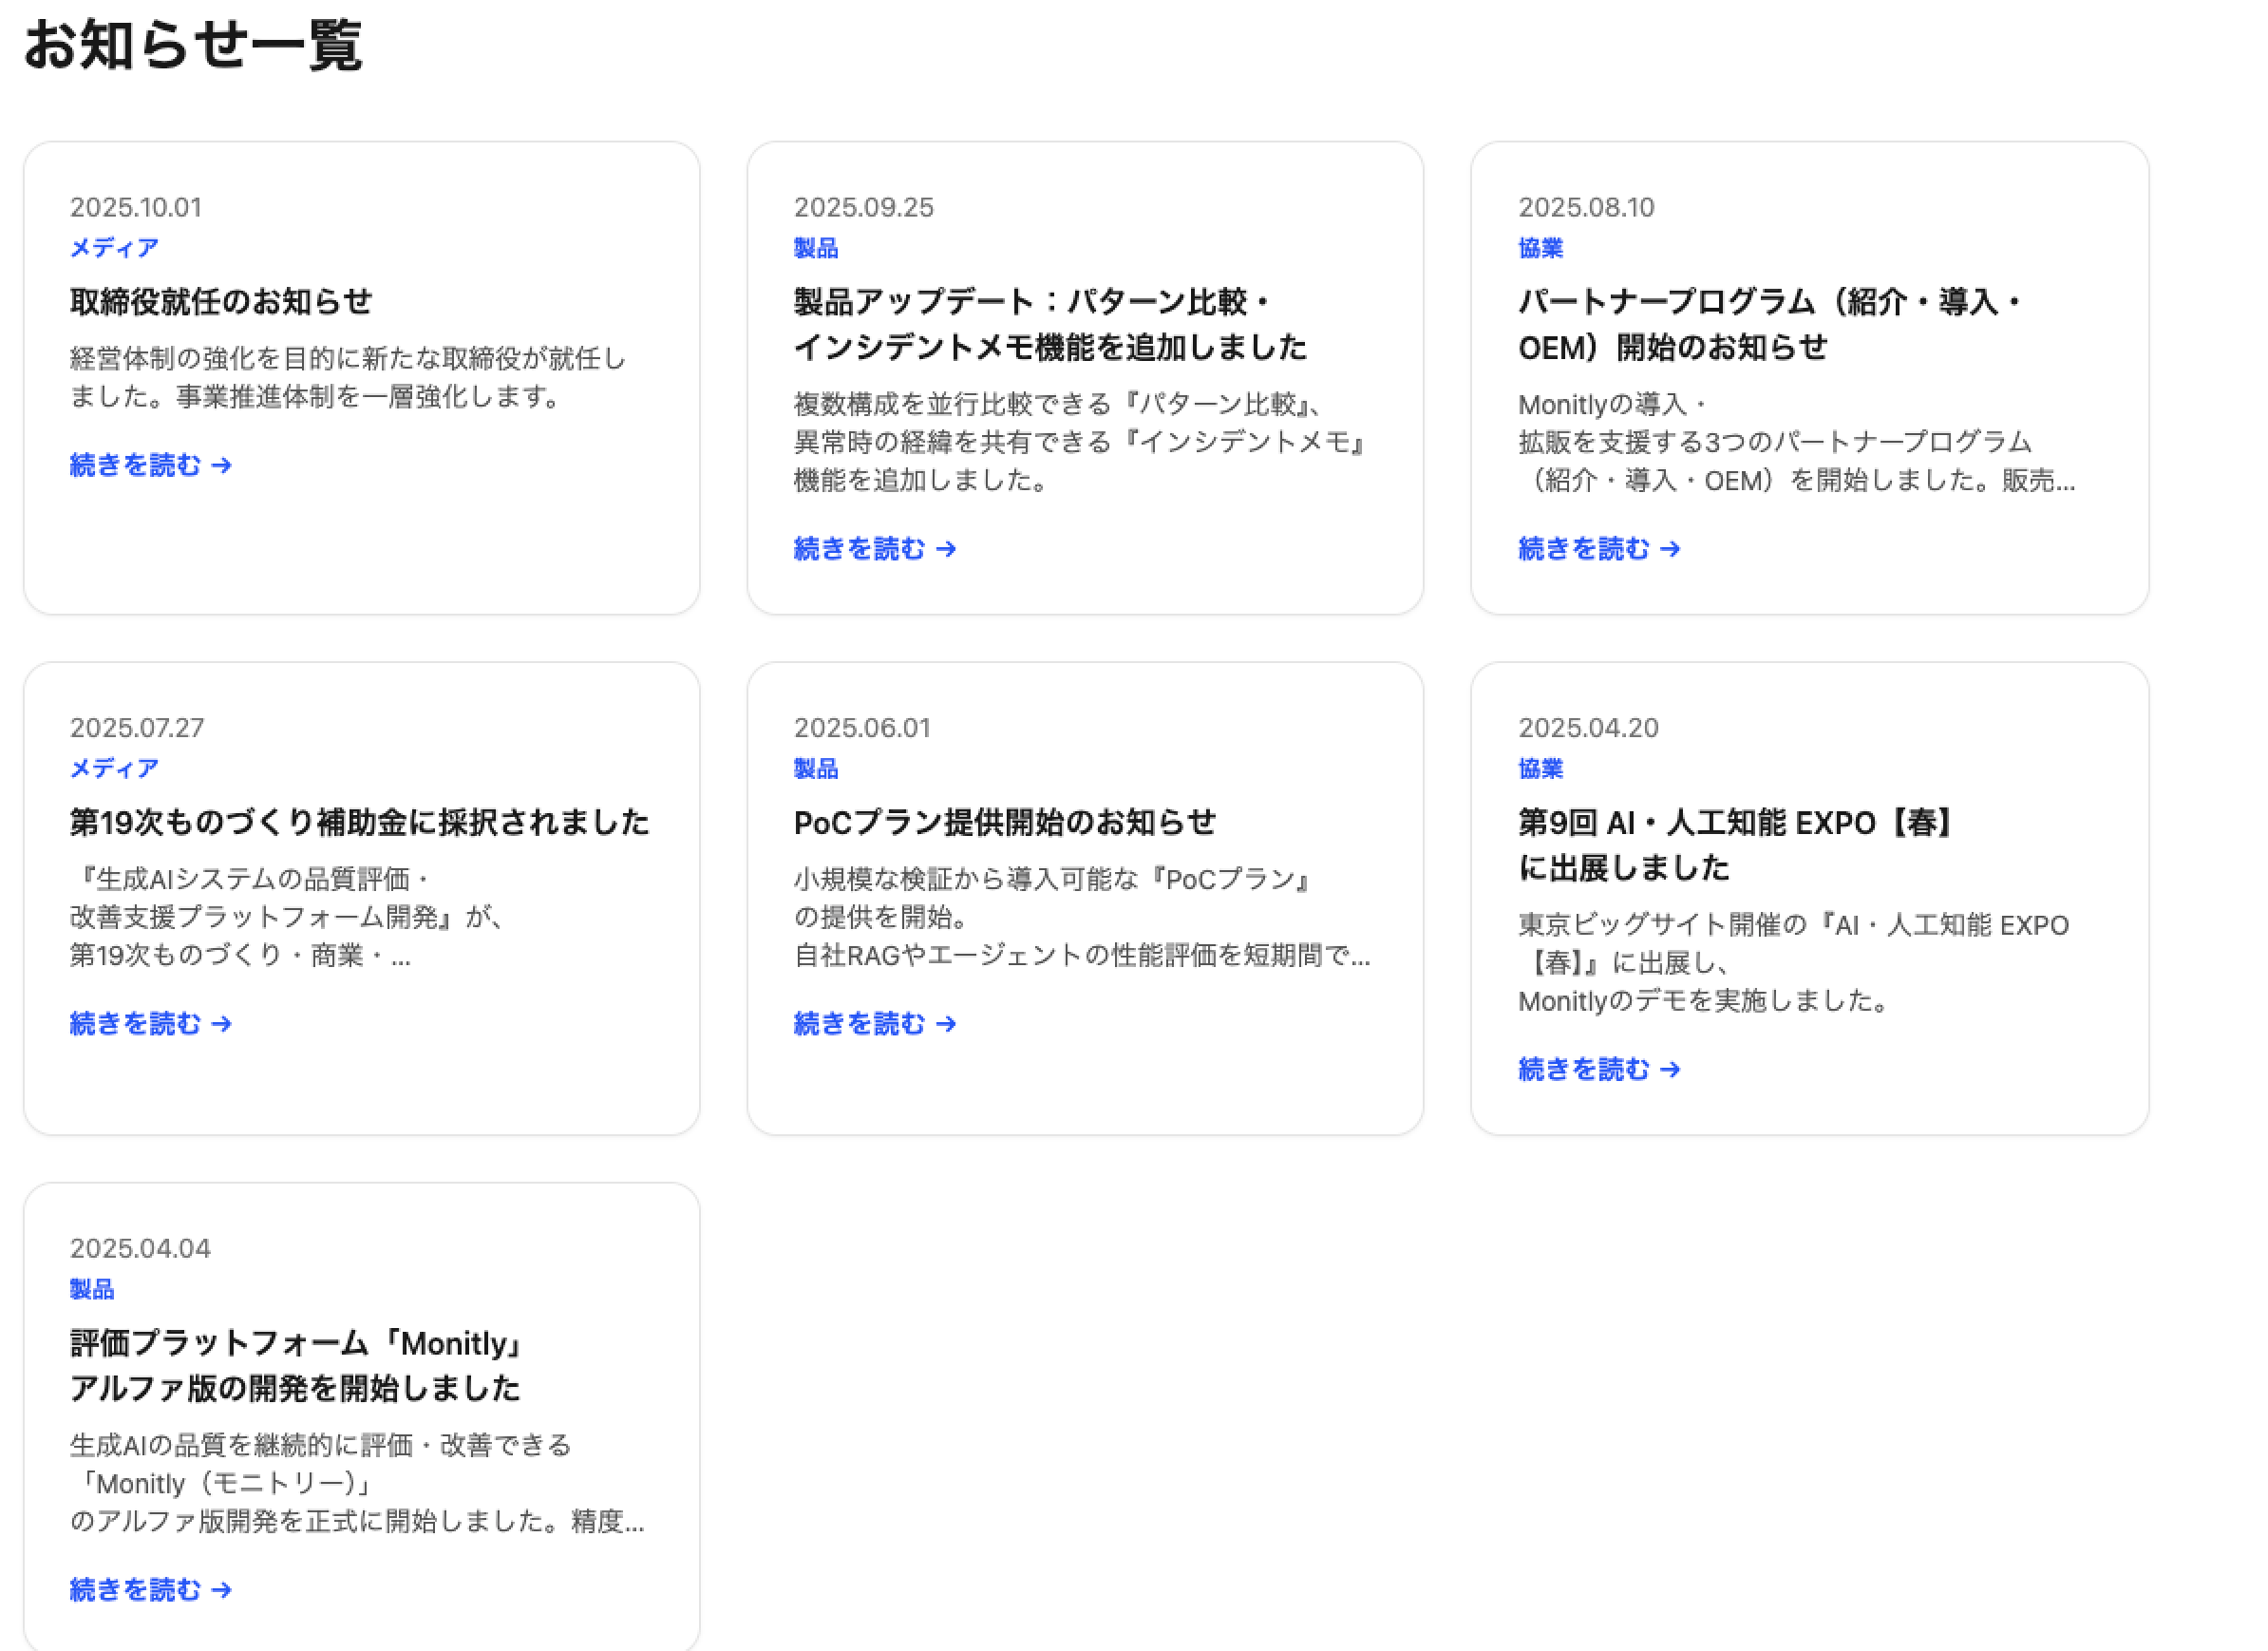 お知らせ一覧
2025.10.01
メディア
取締役就任のお知らせ
経営体制の強化を目的に新たな取締役が就任し
ました。事業推進体制を一層強化します。
続きを読む →
2025.09.25
製品
製品アップデート：パターン比較・
インシデントメモ機能を追加しました
複数構成を並行比較できる『パターン比較』、
異常時の経緯を共有できる『インシデントメモ』
機能を追加しました。
続きを読む →
2025.08.10
協業
パートナープログラム（紹介・導入・
OEM）開始のお知らせ
Monitlyの導入・
拡販を支援する3つのパートナープログラム
（紹介・導入・OEM）を開始しました。販売...
続きを読む →
2025.07.27
メディア
第19次ものづくり補助金に採択されました
『生成AIシステムの品質評価・
改善支援プラットフォーム開発』が、
第19次ものづくり・商業・...
続きを読む →
2025.06.01
製品
PoCプラン提供開始のお知らせ
小規模な検証から導入可能な『PoCプラン』
の提供を開始。
自社RAGやエージェントの性能評価を短期間で...
続きを読む →
2025.04.20
協業
第9回 AI・人工知能 EXPO【春】
に出展しました
東京ビッグサイト開催の『AI・人工知能 EXPO
【春】』に出展し、
Monitlyのデモを実施しました。
続きを読む →
2025.04.04
製品
評価プラットフォーム「Monitly」
アルファ版の開発を開始しました
生成AIの品質を継続的に評価・改善できる
「Monitly（モニトリー）」
のアルファ版開発を正式に開始しました。精度...
続きを読む →